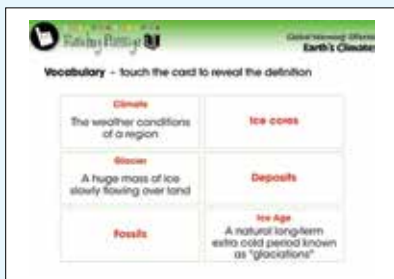 Reading Passage
Earth's Climate
Vocabulary - touch the card to reveal the definition
Climate
The weather conditions
of a region
Ice cores
Glacier
A huge mass of ice
slowly flowing over land
Deposits
Fossils
Ice Age
A natural long-term
extra cold period known
as "glaciations"